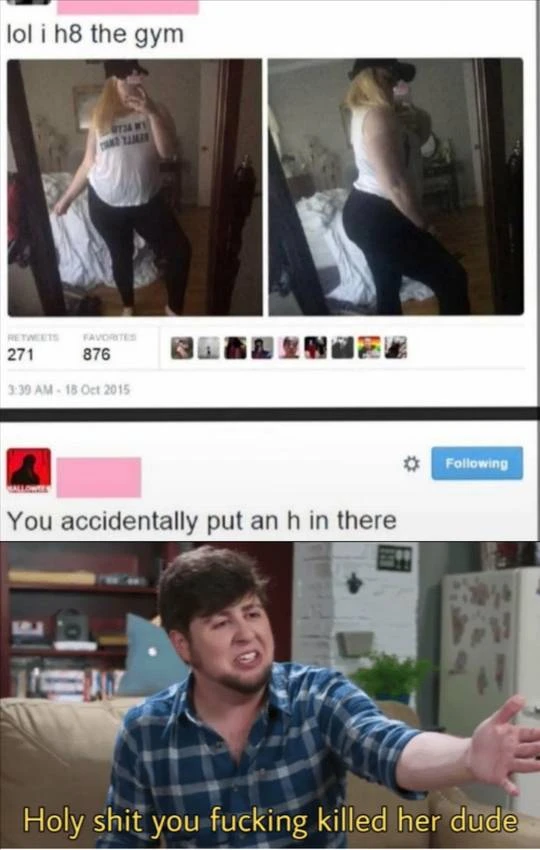 lol i h8 the gym
RETWEETS FAVORITES
271 876
3:39 AM - 18 Oct 2015
HALLOWEEN
Following
You accidentally put an h in there
Holy shit you fucking killed her dude